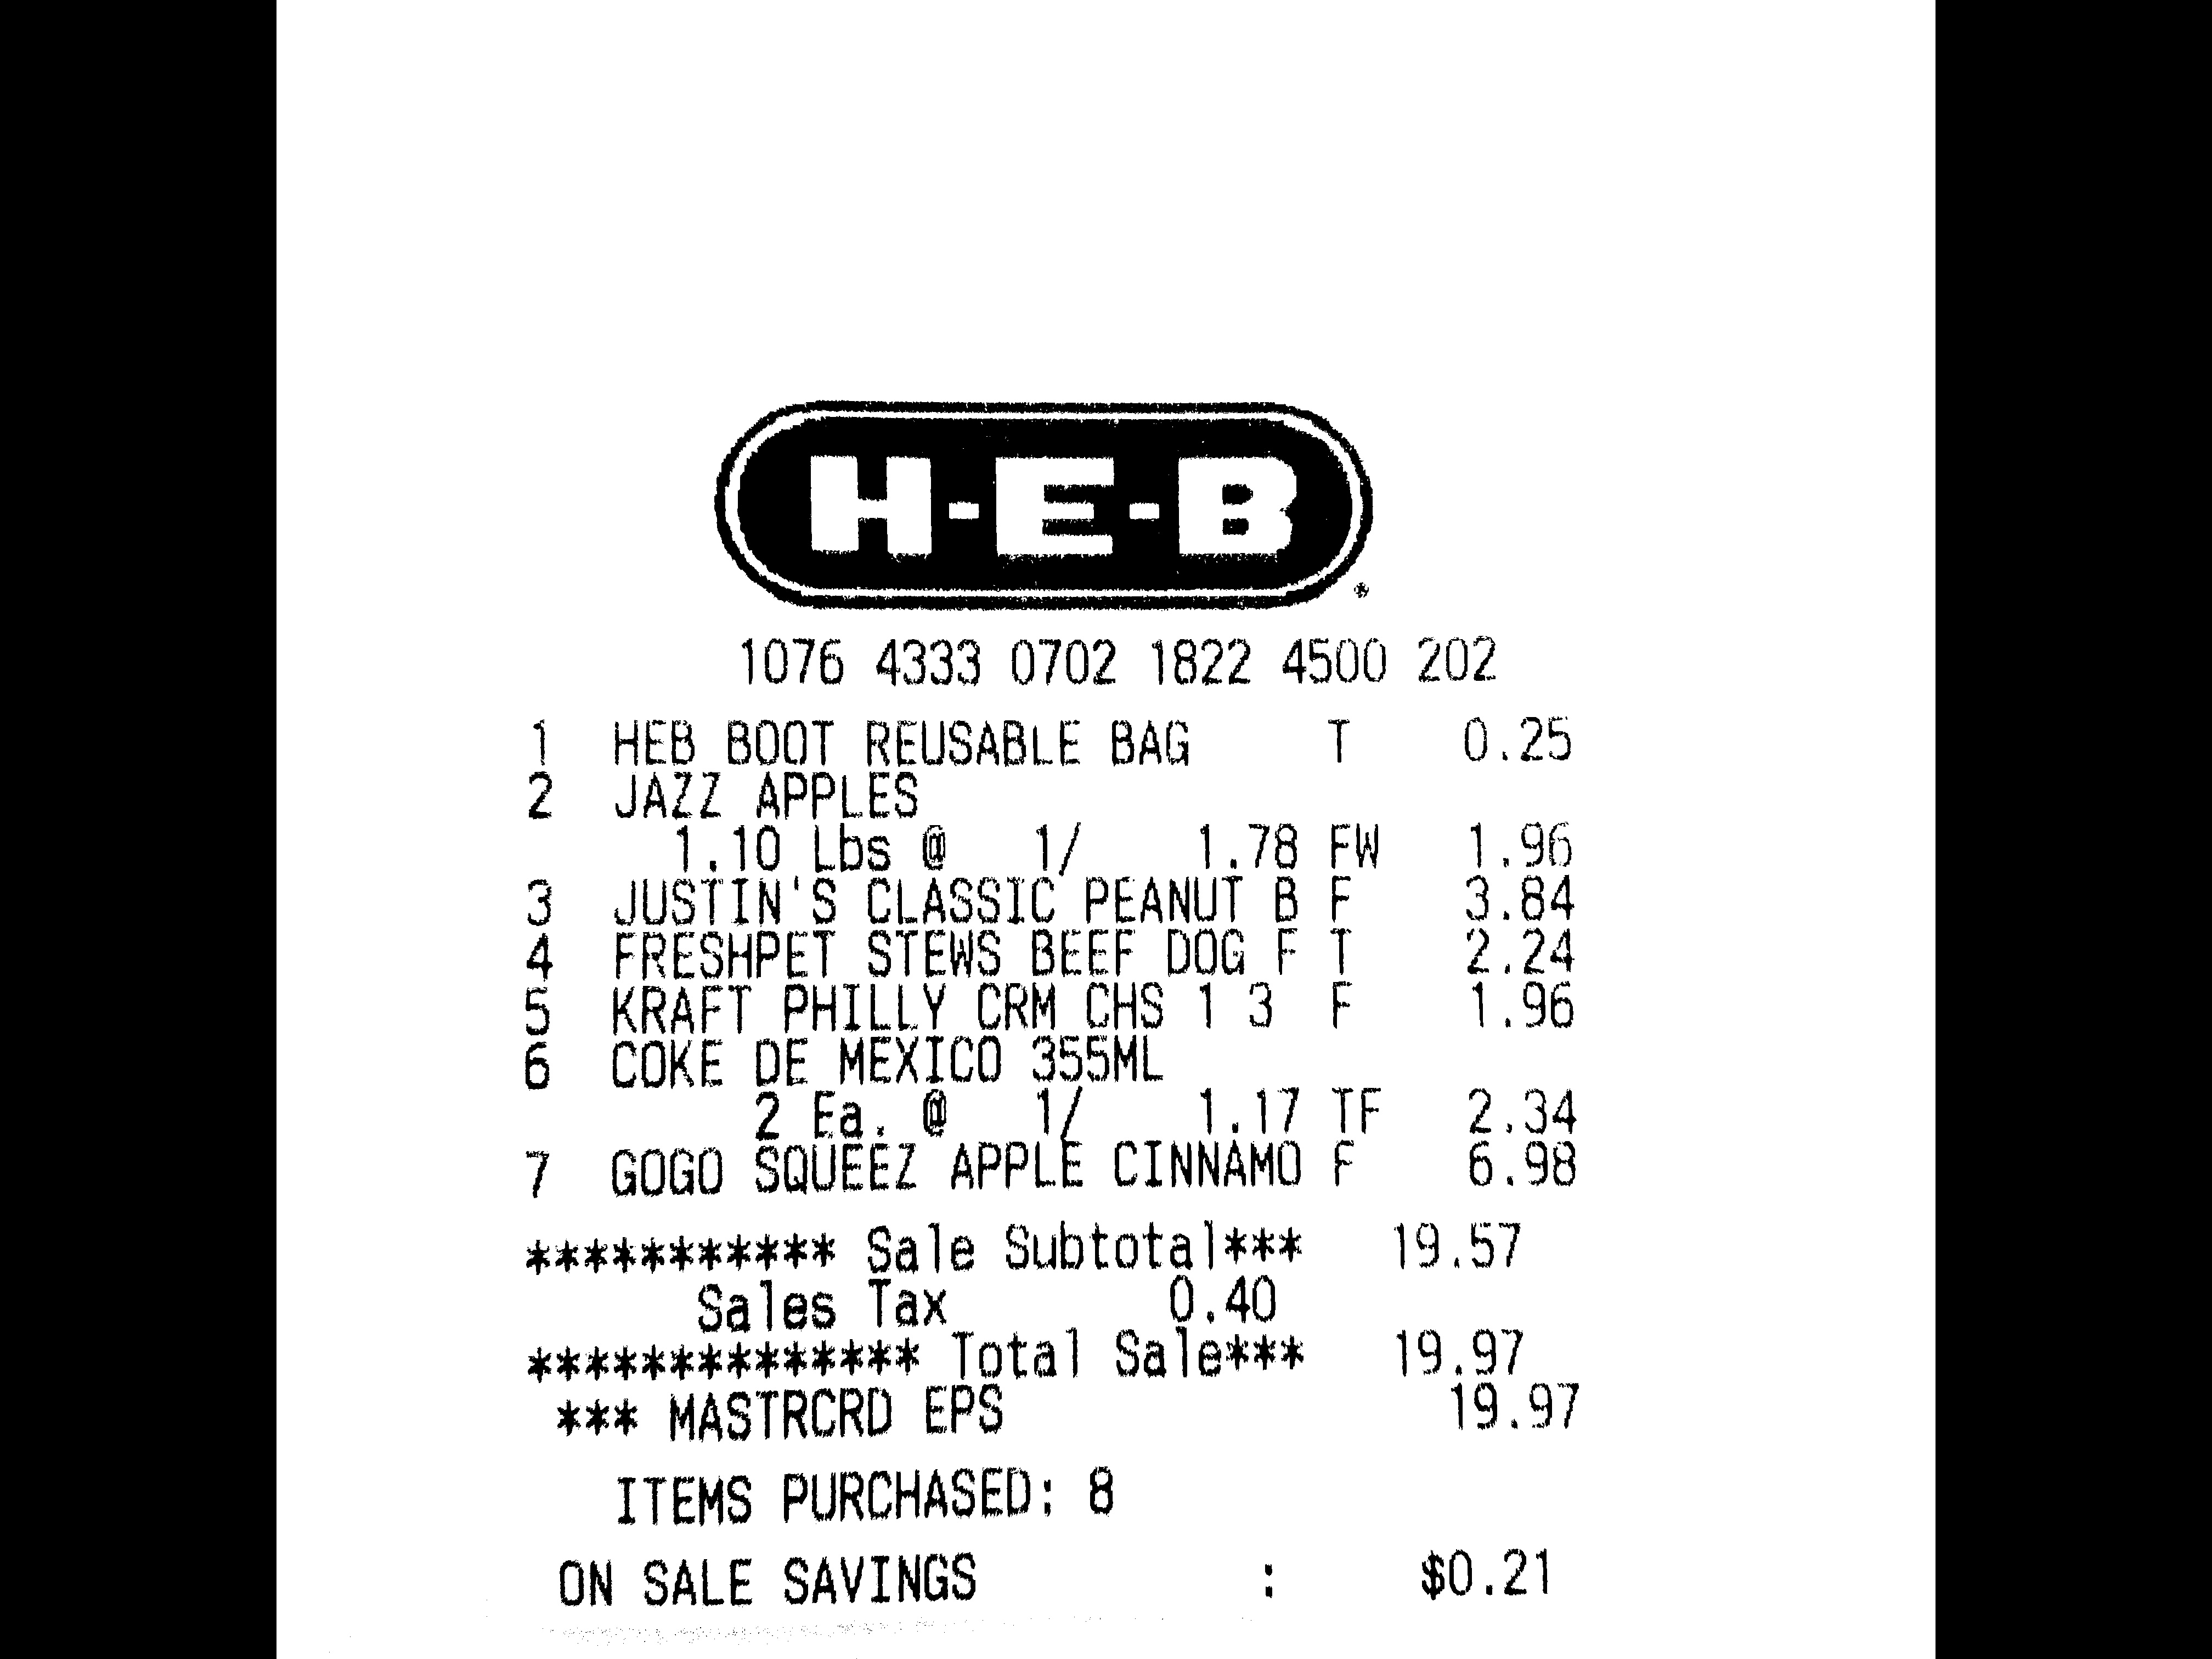 H-E-B
1076 4333 0702 1822 4500 202
1 HEB BOOT REUSABLE BAG T 0.25
2 JAZZ APPLES
1.10 Lbs @ 1/ 1.78 FW 1.96
3 JUSTIN'S CLASSIC PEANUT B F 3.84
4 FRESHPET STEWS BEEF DOG F T 2.24
5 KRAFT PHILLY CRM CHS 1 3 F 1.96
6 COKE DE MEXICO 355ML
2 Ea. @ 1/ 1.17 TF 2.34
7 GOGO SQUEEZ APPLE CINNAMO F 6.98
*********** Sale Subtotal*** 19.57
Sales Tax 0.40
************** Total Sale*** 19.97
*** MASTRCRD EPS 19.97
ITEMS PURCHASED: 8
ON SALE SAVINGS : $0.21